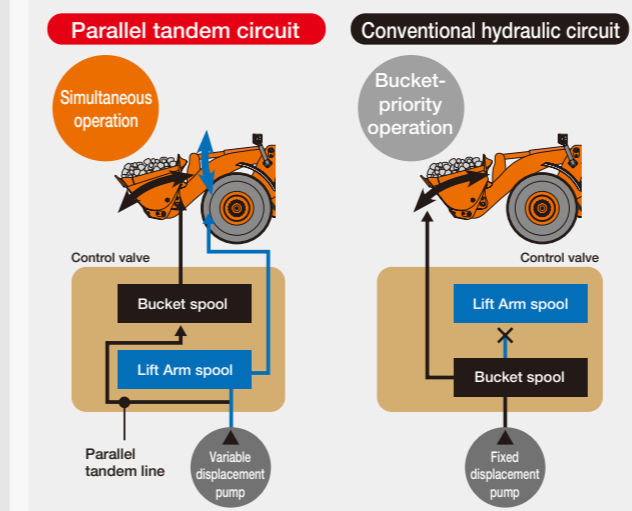 Parallel tandem circuit
Simultaneous
operation
Control valve
Bucket spool
Lift Arm spool
Parallel
tandem line
Variable
displacement
pump
Conventional hydraulic circuit
Bucket-
priority
operation
Control valve
Lift Arm spool
Bucket spool
Fixed
displacement
pump